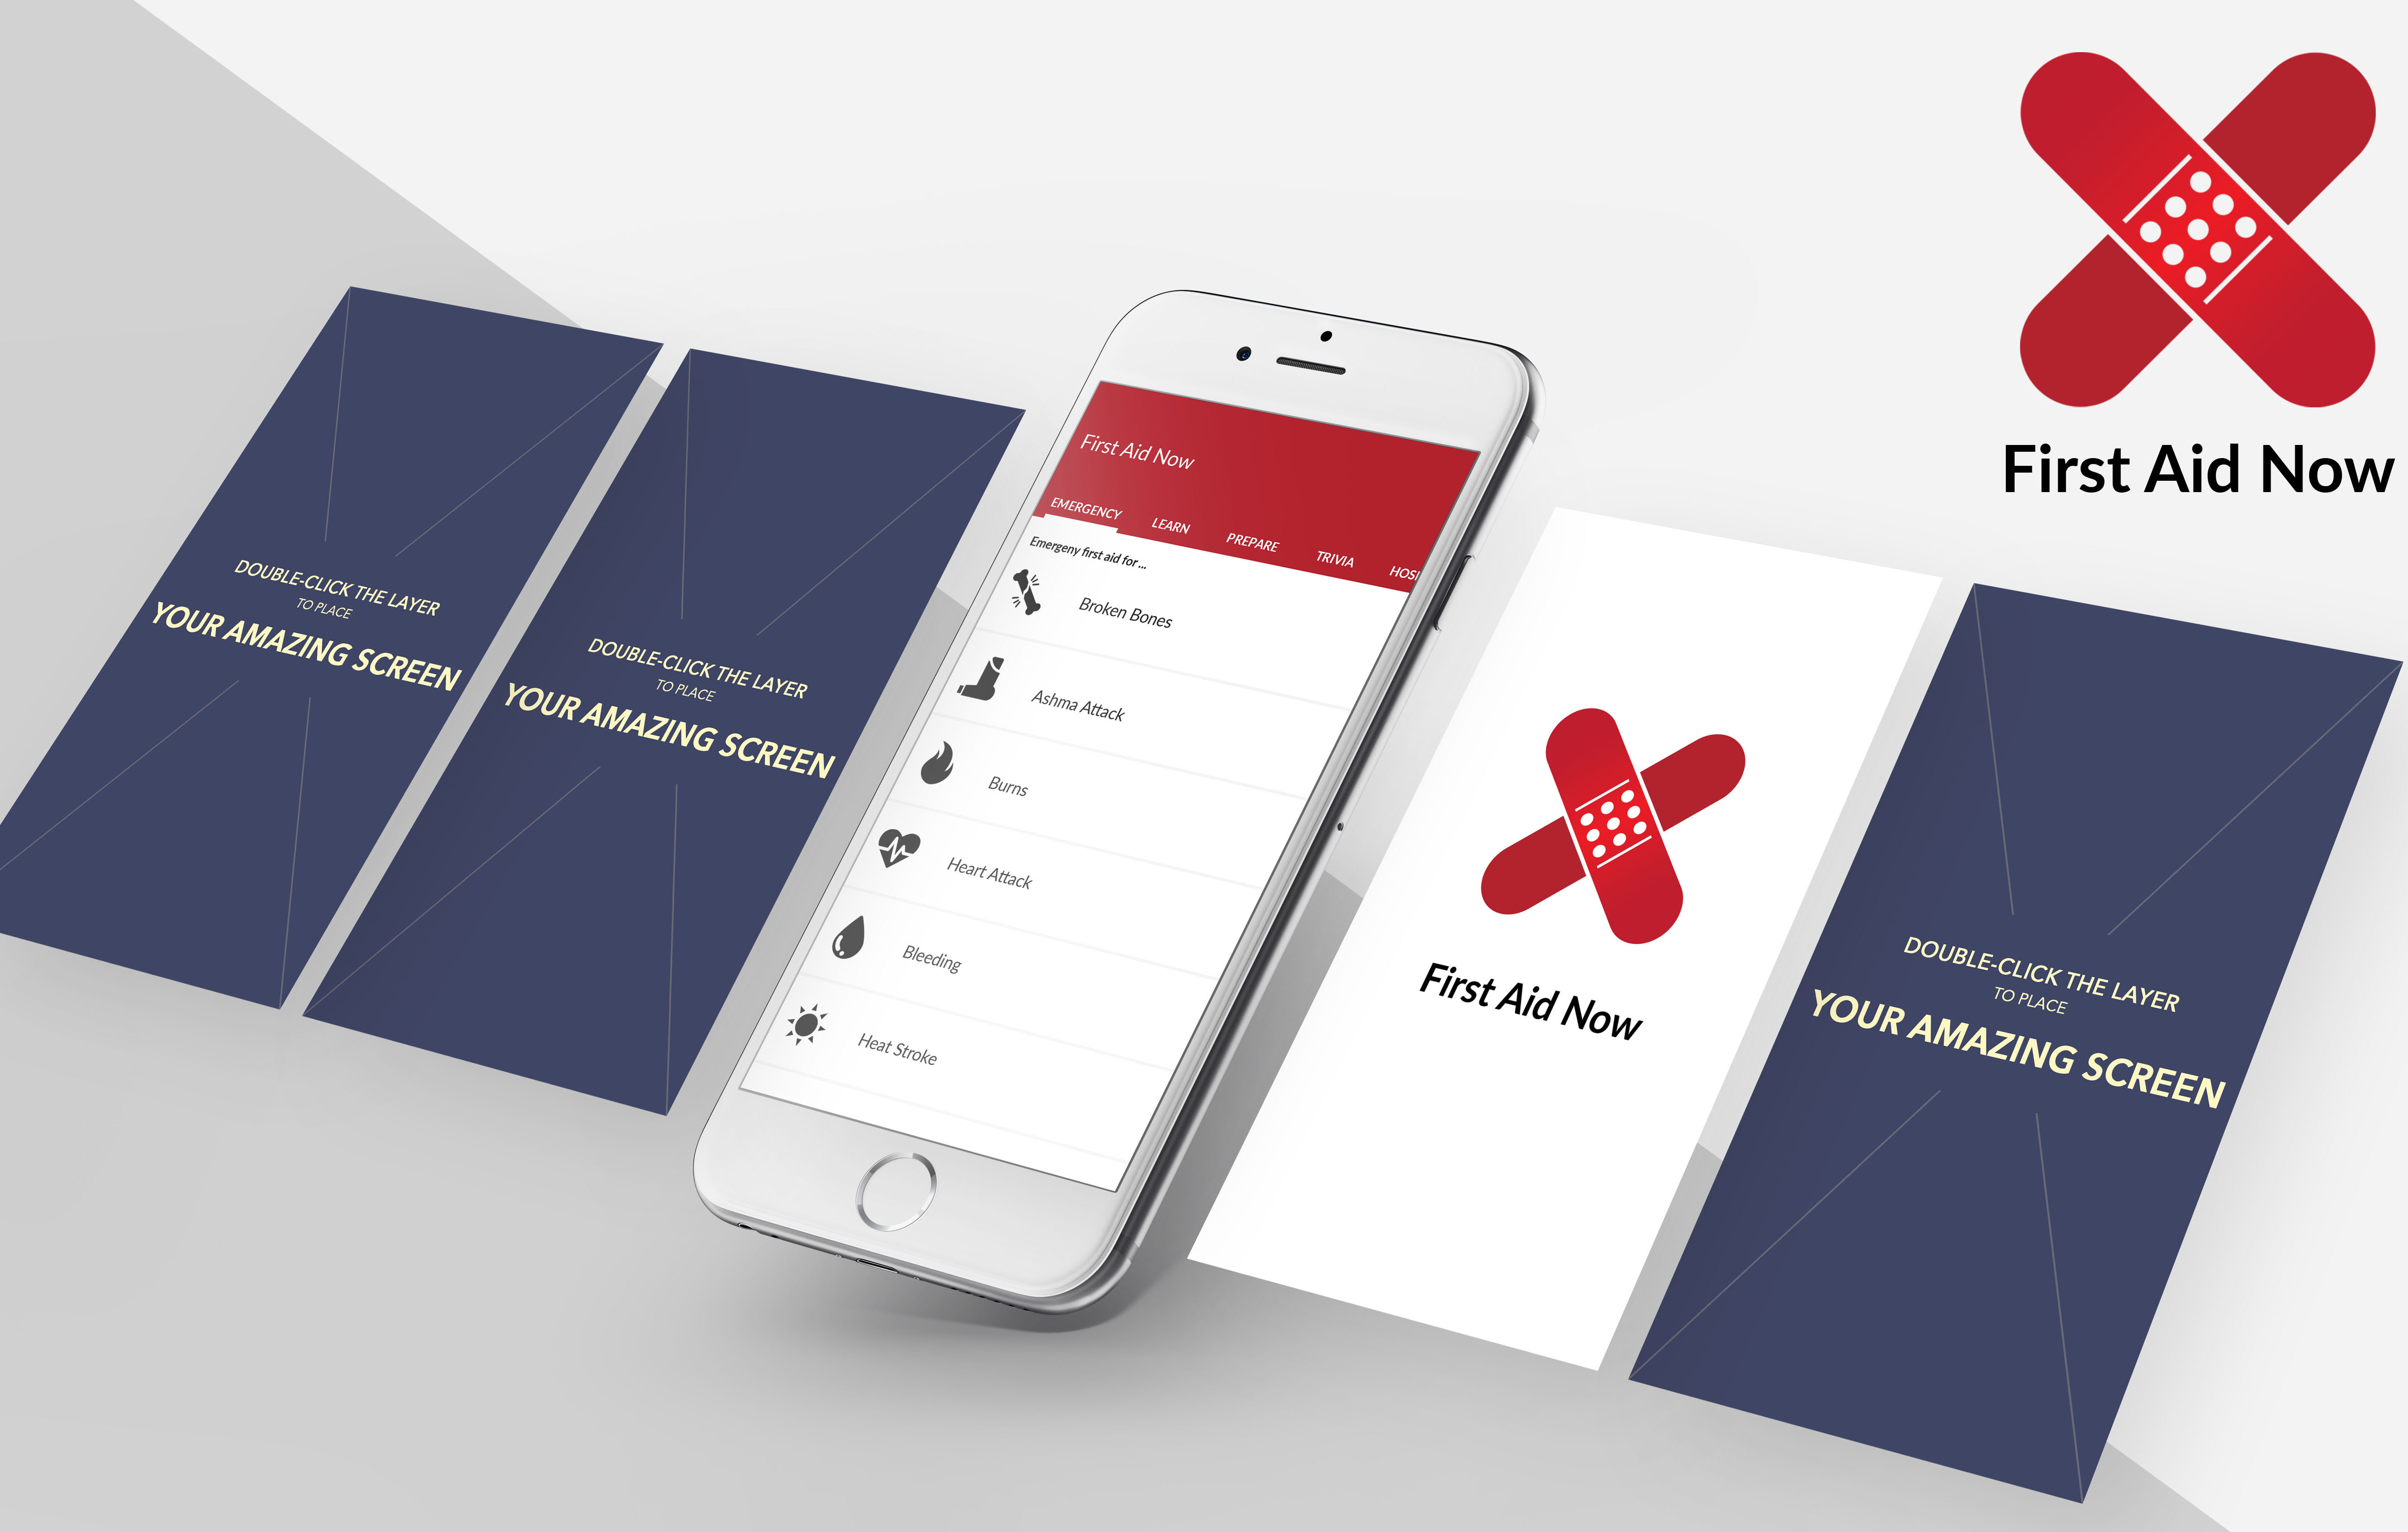 First Aid Now
DOUBLE-CLICK THE LAYER
TO PLACE
YOUR AMAZING SCREEN
DOUBLE-CLICK THE LAYER
TO PLACE
YOUR AMAZING SCREEN
First Aid Now
EMERGENCY LEARN PREPARE TRIVIA HOSI
Emergeny first aid for ...
Broken Bones
Ashma Attack
Burns
Heart Attack
Bleeding
Heat Stroke
First Aid Now
DOUBLE-CLICK THE LAYER
TO PLACE
YOUR AMAZING SCREEN